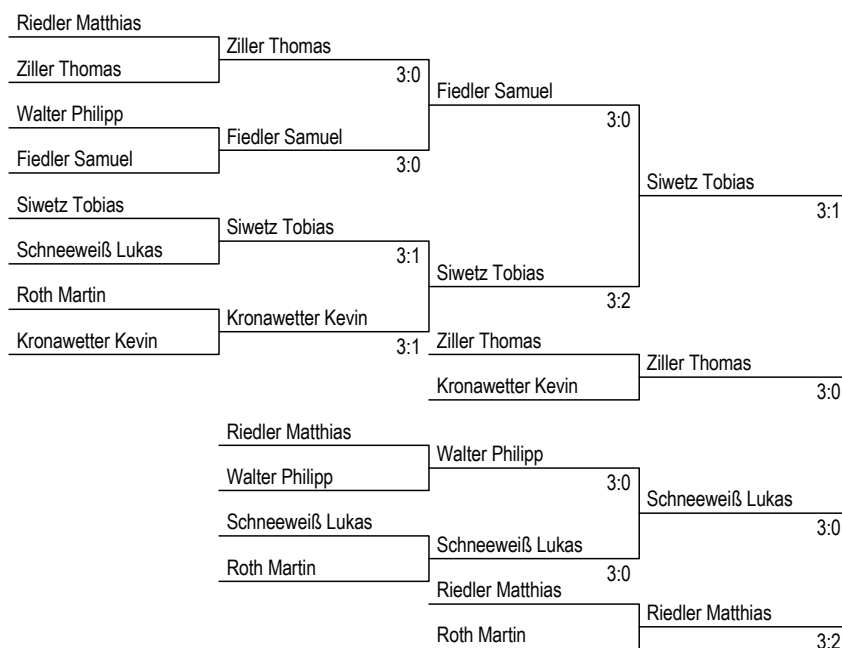 Riedler Matthias
Ziller Thomas
Ziller Thomas
3:0
Fiedler Samuel
Walter Philipp
3:0
Fiedler Samuel
Fiedler Samuel
3:0
Siwetz Tobias
3:1
Siwetz Tobias
Siwetz Tobias
Schneeweiß Lukas
3:1
Siwetz Tobias
Roth Martin
3:2
Kronawetter Kevin
Kronawetter Kevin
3:1
Ziller Thomas
Ziller Thomas
Kronawetter Kevin
3:0
Riedler Matthias
Walter Philipp
Walter Philipp
3:0
Schneeweiß Lukas
3:0
Schneeweiß Lukas
Schneeweiß Lukas
Roth Martin
3:0
Riedler Matthias
Riedler Matthias
Roth Martin
3:2